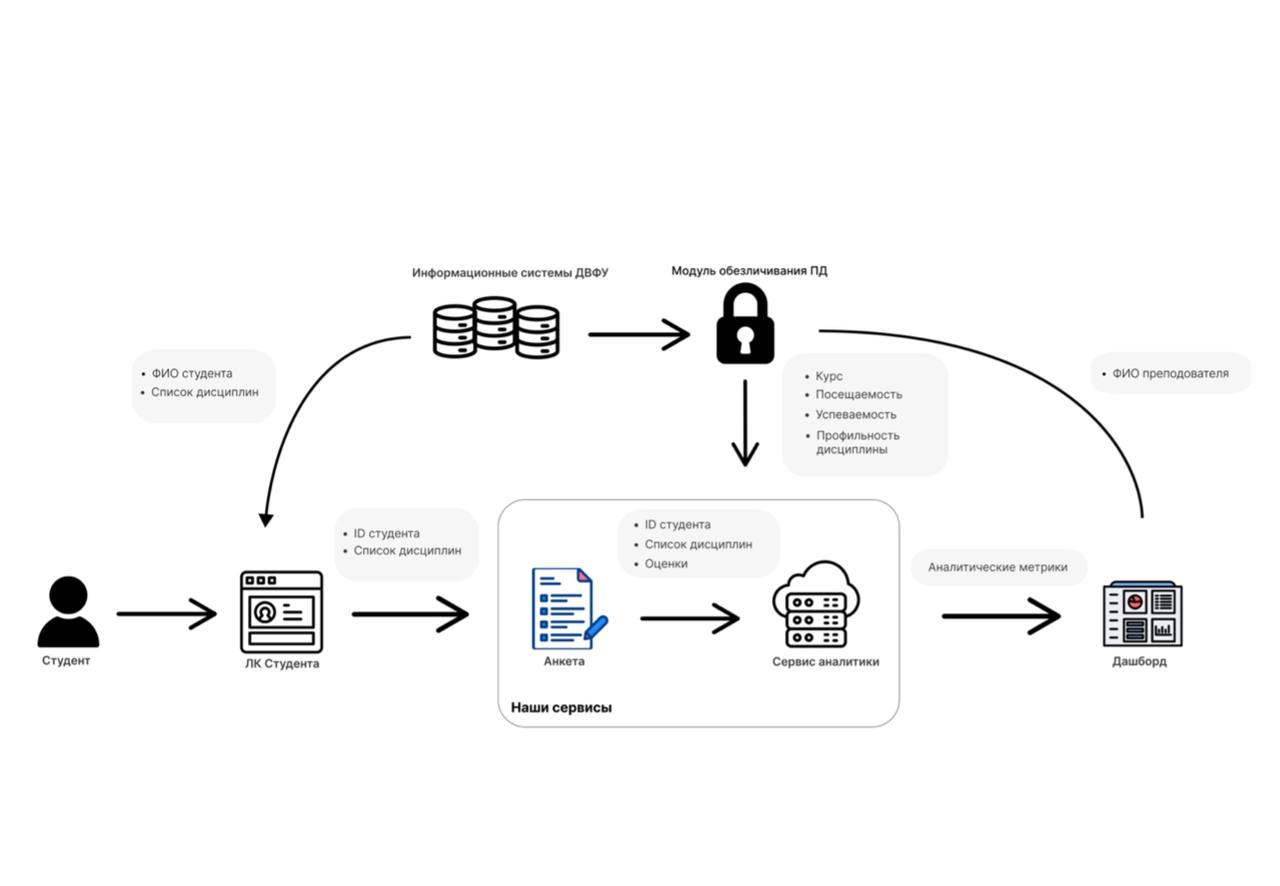 Информационные системы ДВФУ
Модуль обезличивания ПД
• ФИО студента
• Список дисциплин
• Курс
• Посещаемость
• Успеваемость
• Профильность
дисциплины
• ФИО преподователя
• ID студента
• Список дисциплин
• ID студента
• Список дисциплин
• Оценки
Аналитические метрики
Студент
ЛК Студента
Анкета
Сервис аналитики
Дашборд
Наши сервисы